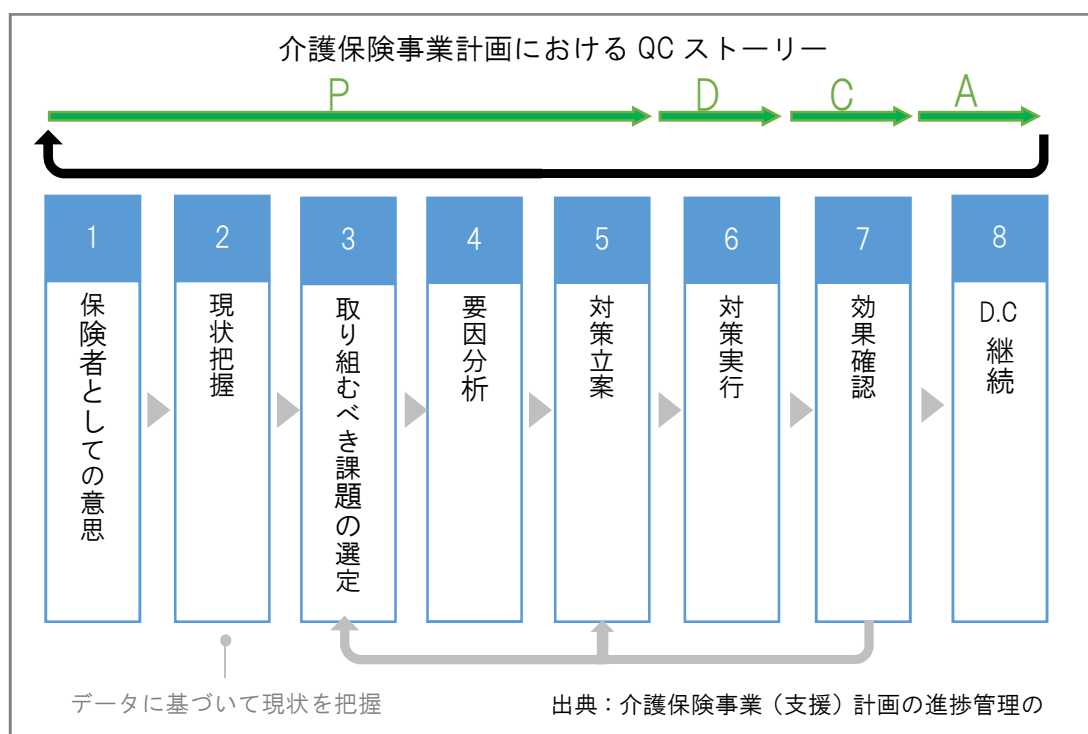 介護保険事業計画における QC ストーリー
P
D
C
A
1
保険者としての意思
2
現状把握
3
取り組むべき課題の選定
4
要因分析
5
対策立案
6
対策実行
7
効果確認
8
D.C
継続
データに基づいて現状を把握
出典：介護保険事業（支援）計画の進捗管理の